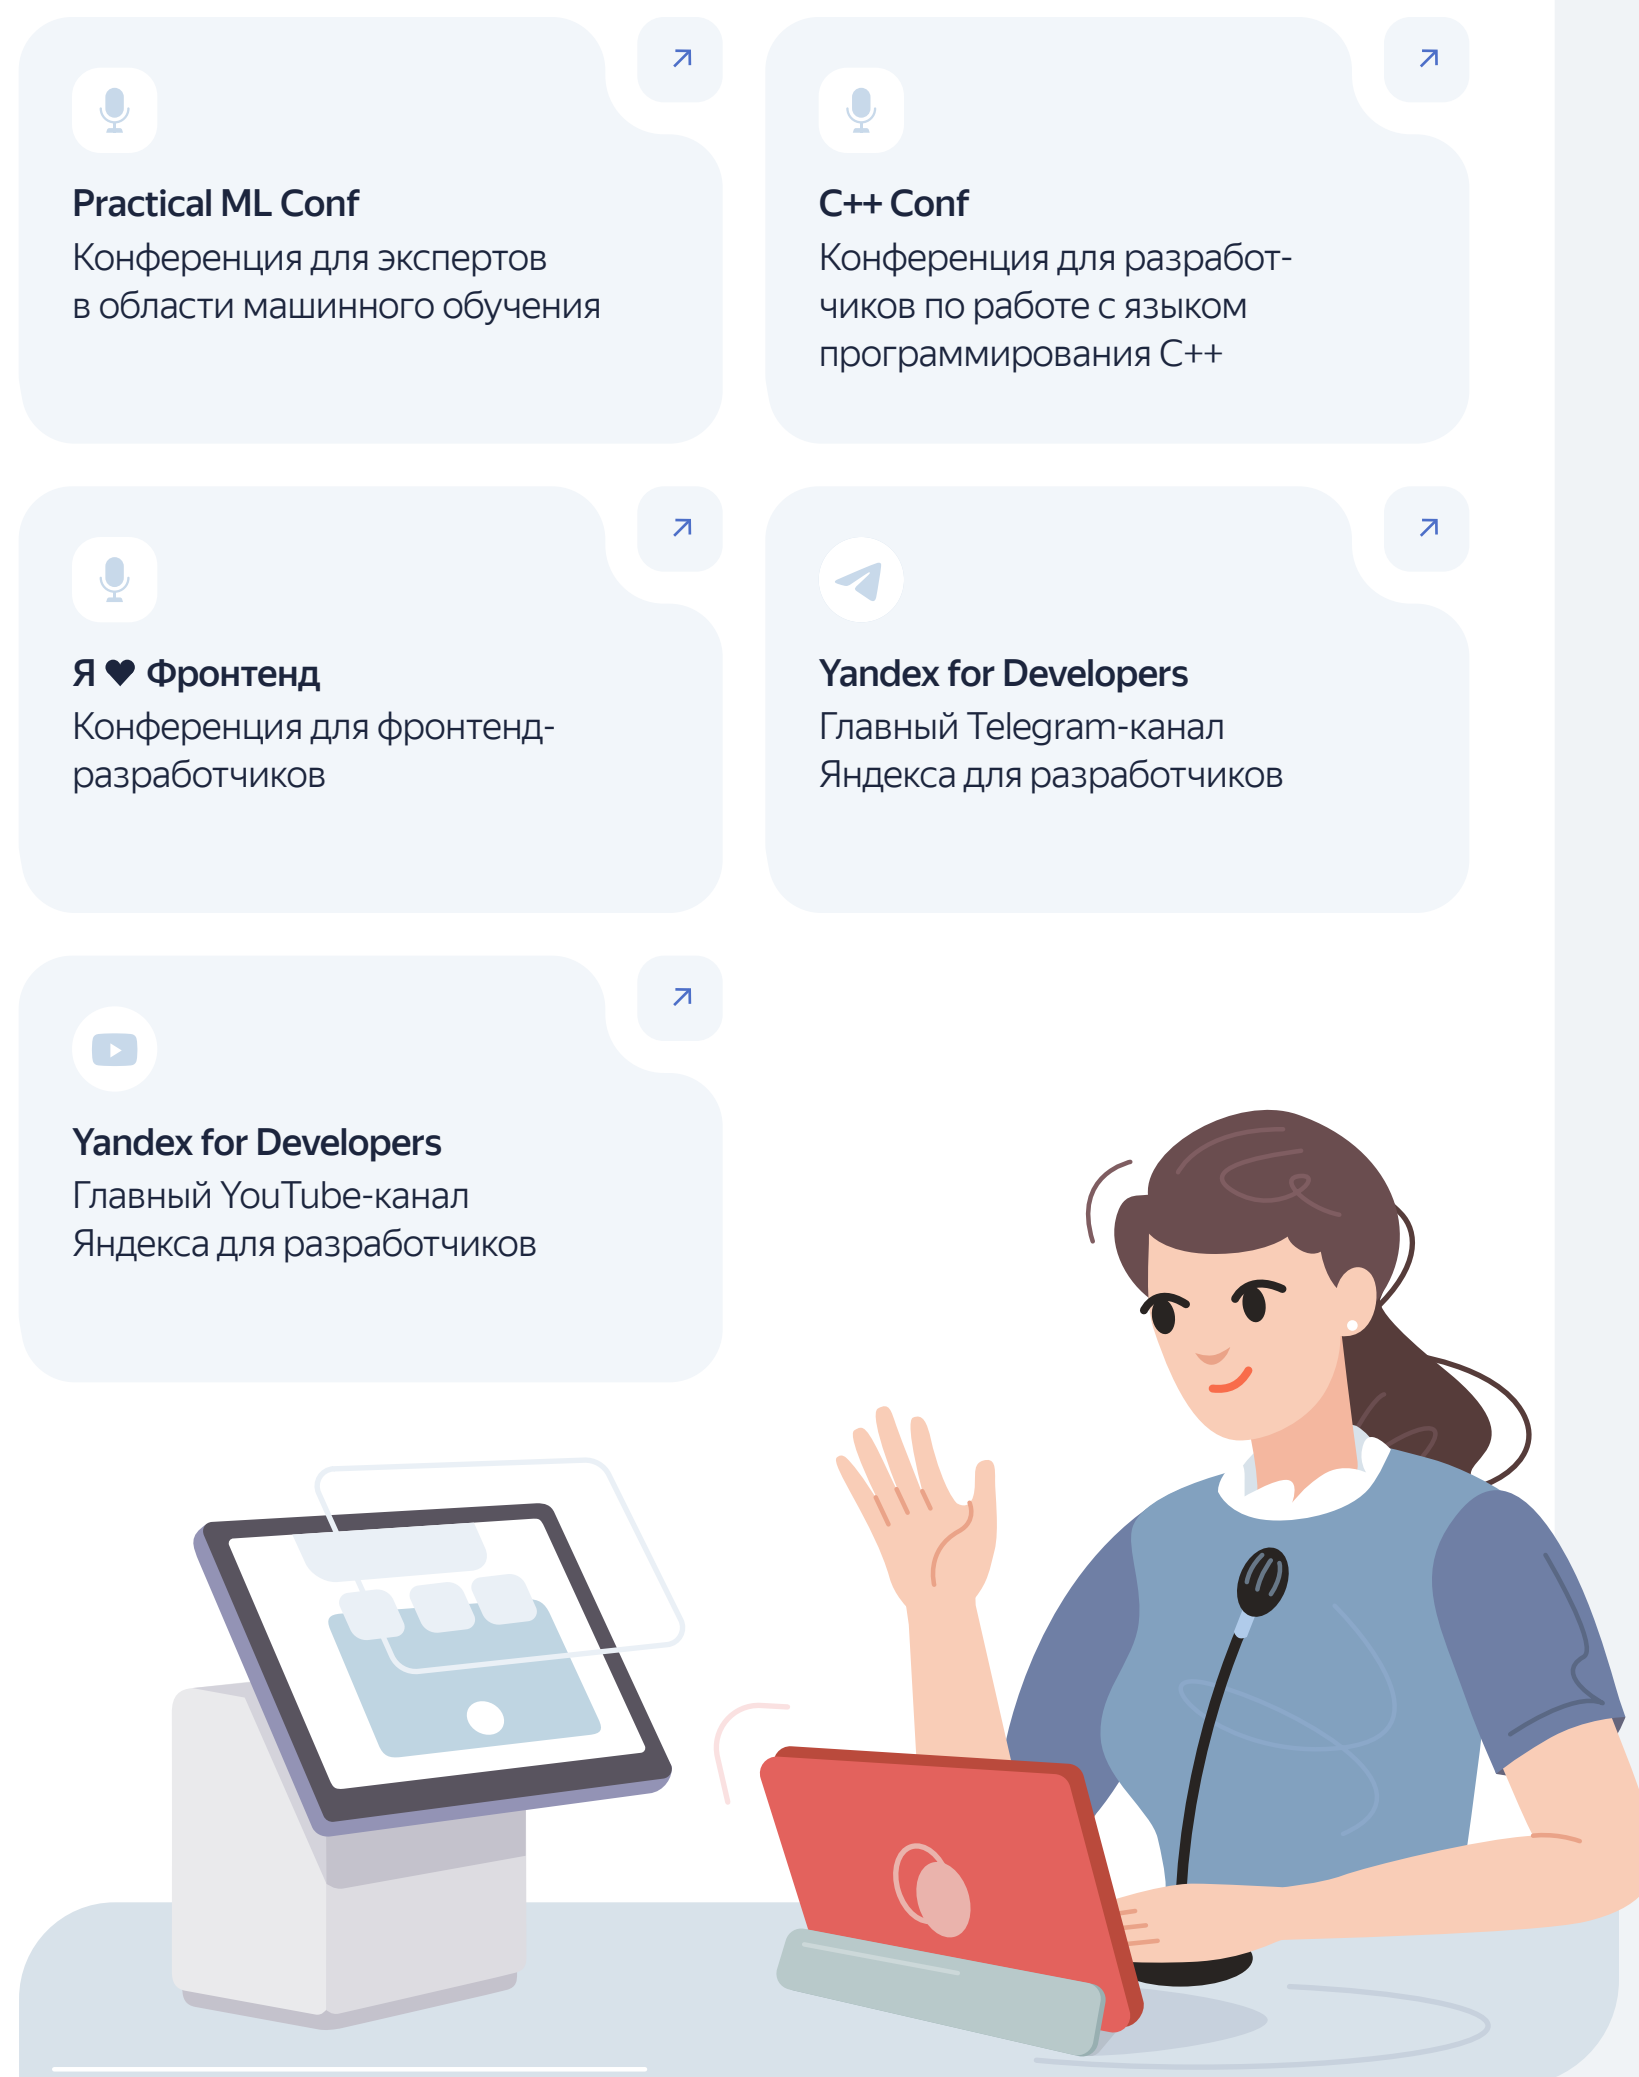 Practical ML Conf
Конференция для экспертов
в области машинного обучения
C++ Conf
Конференция для разработ-
чиков по работе с языком
программирования C++
Я ♥ Фронтенд
Конференция для фронтенд-
разработчиков
Yandex for Developers
Главный Telegram-канал
Яндекса для разработчиков
Yandex for Developers
Главный YouTube-канал
Яндекса для разработчиков